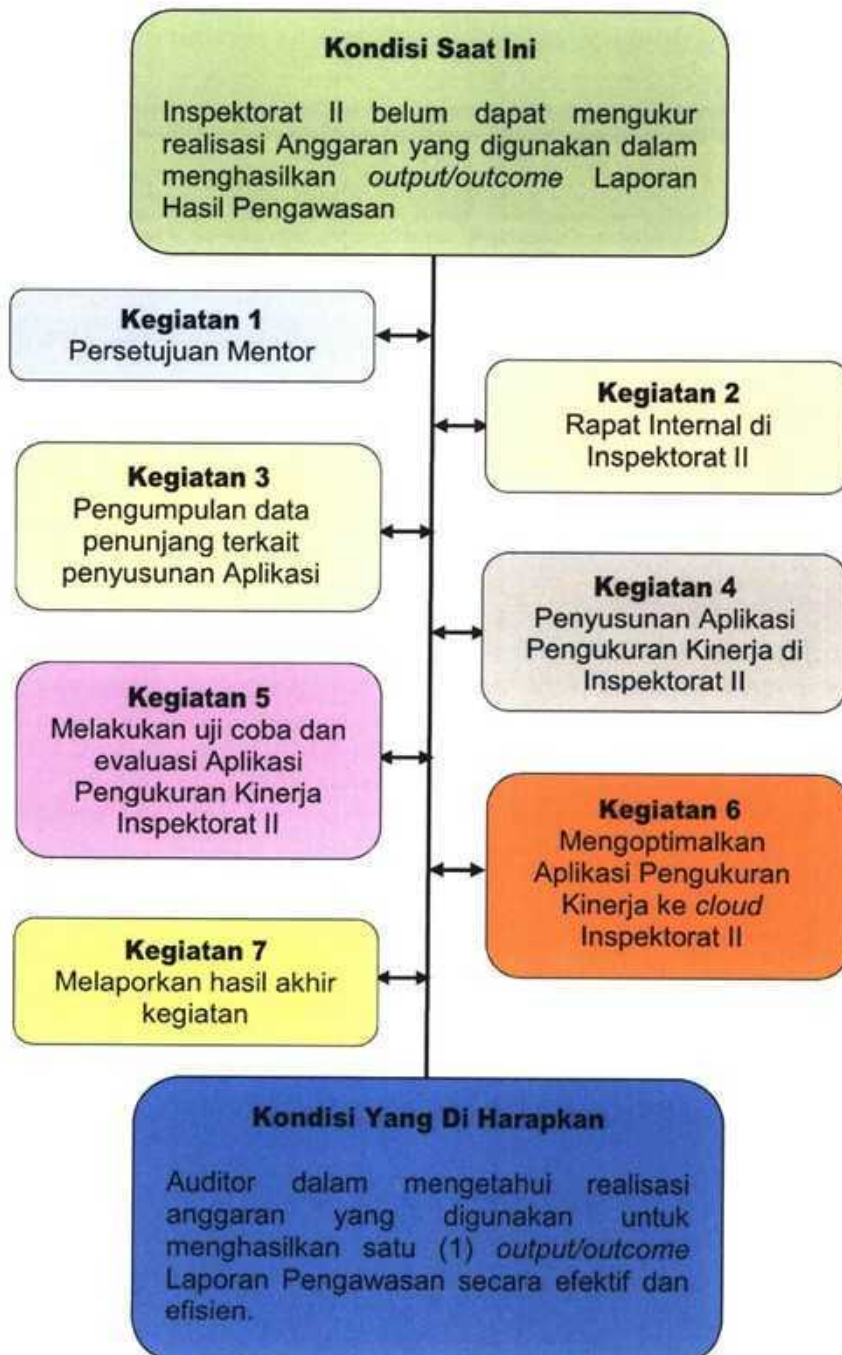 Kondisi Saat Ini
Inspektorat II belum dapat mengukur
realisasi Anggaran yang digunakan dalam
menghasilkan output/outcome Laporan
Hasil Pengawasan
Kegiatan 1
Persetujuan Mentor
Kegiatan 2
Rapat Internal di
Inspektorat II
Kegiatan 3
Pengumpulan data
penunjang terkait
penyusunan Aplikasi
Kegiatan 4
Penyusunan Aplikasi
Pengukuran Kinerja di
Inspektorat II
Kegiatan 5
Melakukan uji coba dan
evaluasi Aplikasi
Pengukuran Kinerja
Inspektorat II
Kegiatan 6
Mengoptimalkan
Aplikasi Pengukuran
Kinerja ke cloud
Inspektorat II
Kegiatan 7
Melaporkan hasil akhir
kegiatan
Kondisi Yang Di Harapkan
Auditor dalam mengetahui realisasi
anggaran yang digunakan untuk
menghasilkan satu (1) output/outcome
Laporan Pengawasan secara efektif dan
efisien.